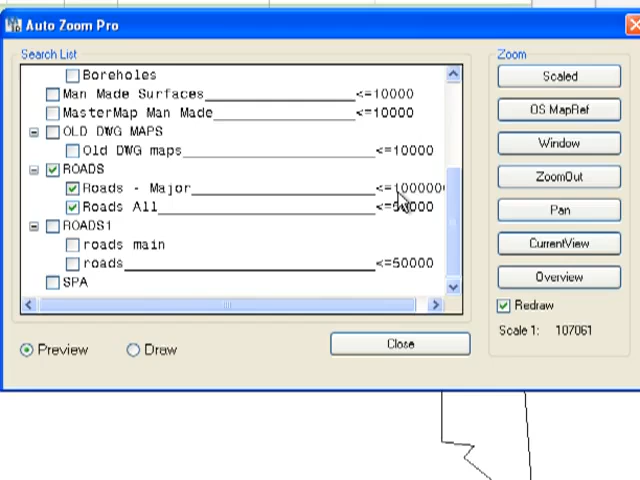 Auto Zoom Pro
Search List
Boreholes
Man Made Surfaces <=10000
MasterMap Man Made <=10000
OLD DWG MAPS
Old DWG maps <=10000
ROADS
Roads - Major <=100000
Roads All
ROADS1
roads main
roads <=50000
SPA
Preview
Draw
Close
Zoom
Scaled
OS MapRef
Window
ZoomOut
Pan
CurrentView
Overview
Redraw
Scale 1: 107061